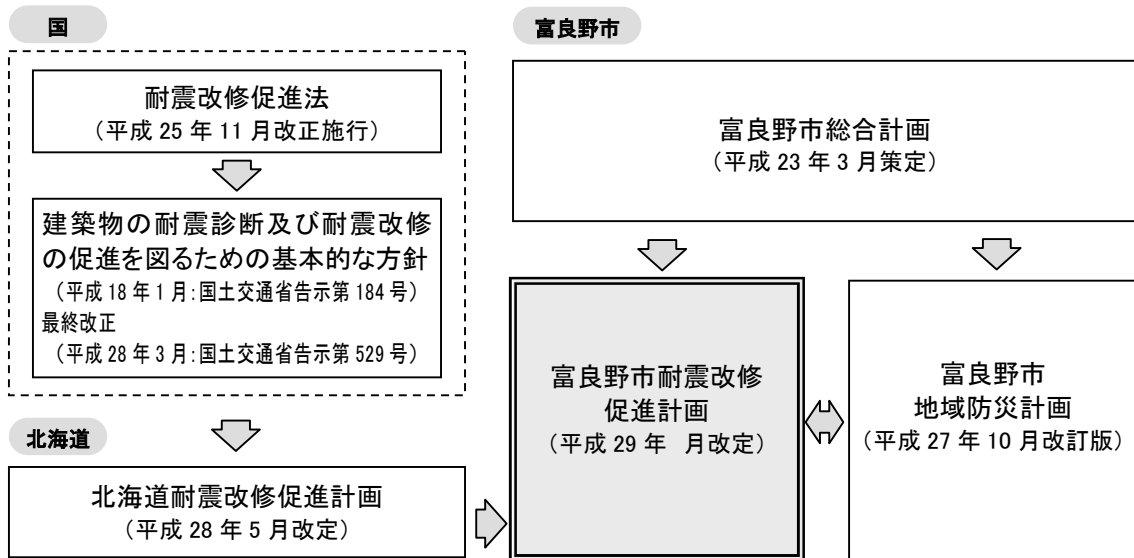 国
耐震改修促進法
（平成 25 年 11 月改正施行）
建築物の耐震診断及び耐震改修
の促進を図るための基本的な方針
（平成 18 年 1 月：国土交通省告示第 184 号）
最終改正
（平成 28 年 3 月：国土交通省告示第 529 号）
北海道
北海道耐震改修促進計画
（平成 28 年 5 月改定）
富良野市
富良野市総合計画
（平成 23 年 3 月策定）
富良野市耐震改修
促進計画
（平成 29 年　月改定）
富良野市
地域防災計画
（平成 27 年 10 月改訂版）